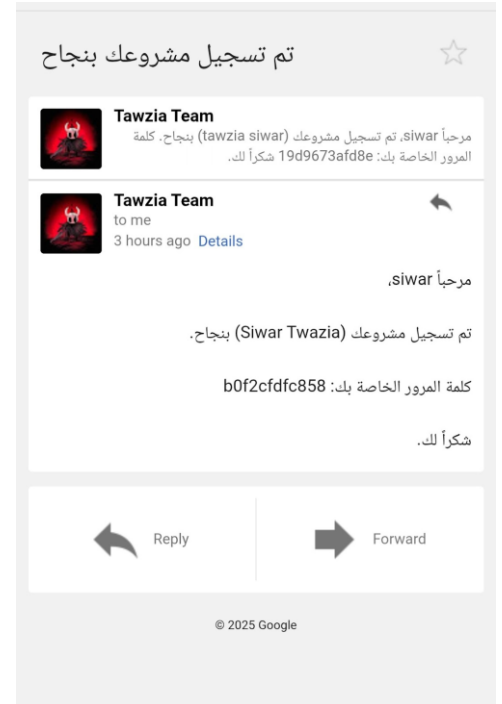 تم تسجيل مشروعك بنجاح
Tawzia Team
مرحباً siwar، تم تسجيل مشروعك (tawzia siwar) بنجاح. كلمة
المرور الخاصة بك: 19d9673afd8e شكراً لك.
Tawzia Team
to me
3 hours ago Details
مرحباً siwar،
تم تسجيل مشروعك (Siwar Twazia) بنجاح.
كلمة المرور الخاصة بك: b0f2cfdfc858
شكراً لك.
Reply
Forward
© 2025 Google